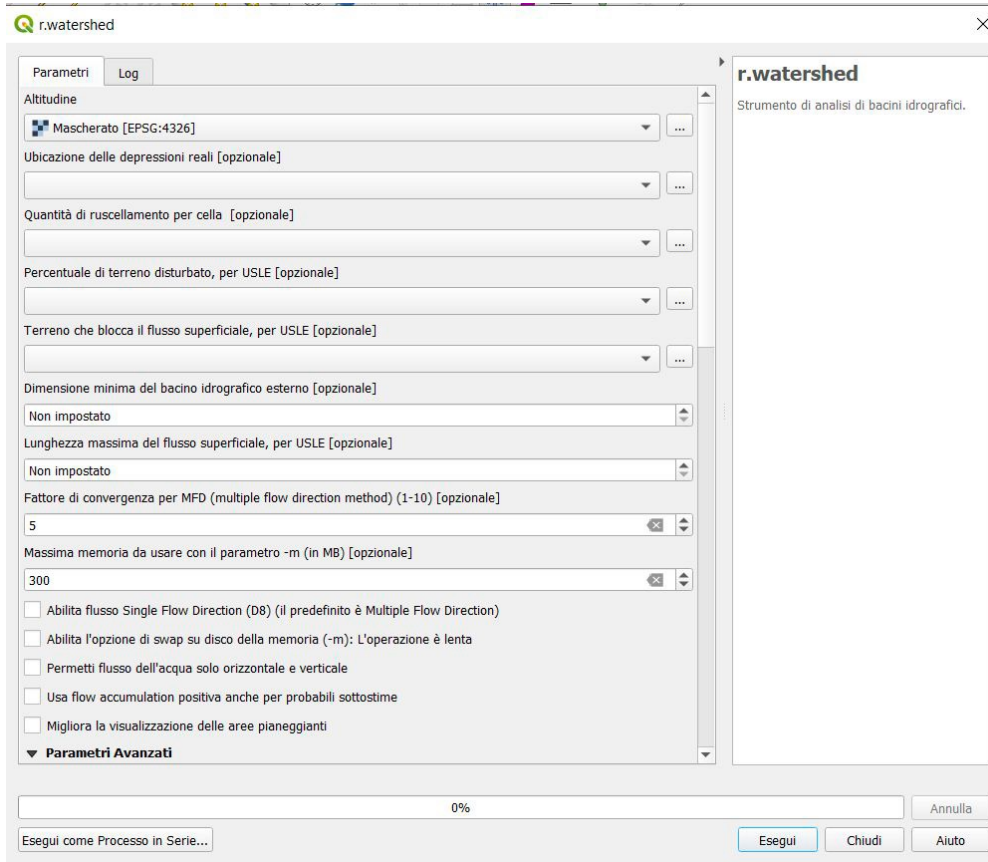 r.watershed
Parametri
Log
Altitudine
Mascherato [EPSG:4326]
...
Ubicazione delle depressioni reali [opzionale]
...
Quantità di ruscellamento per cella [opzionale]
...
Percentuale di terreno disturbato, per USLE [opzionale]
...
Terreno che blocca il flusso superficiale, per USLE [opzionale]
...
Dimensione minima del bacino idrografico esterno [opzionale]
Non impostato
Lunghezza massima del flusso superficiale, per USLE [opzionale]
Non impostato
Fattore di convergenza per MFD (multiple flow direction method) (1-10) [opzionale]
5
Massima memoria da usare con il parametro -m (in MB) [opzionale]
300
Abilita flusso Single Flow Direction (D8) (il predefinito è Multiple Flow Direction)
Abilita l'opzione di swap su disco della memoria (-m): L'operazione è lenta
Permetti flusso dell'acqua solo orizzontale e verticale
Usa flow accumulation positiva anche per probabili sottostime
Migliora la visualizzazione delle aree pianeggianti
Parametri Avanzati
r.watershed
Strumento di analisi di bacini idrografici.
0%
Annulla
Esegui come Processo in Serie...
Esegui
Chiudi
Aiuto